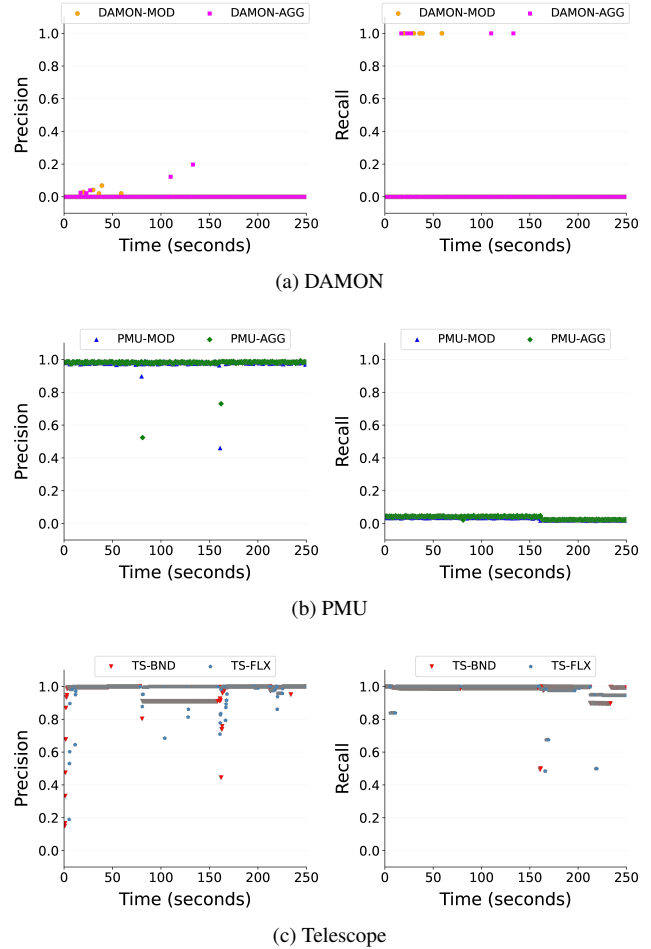 DAMON-MOD DAMON-AGG
DAMON-MOD DAMON-AGG
1.0
0.8
0.6
0.4
0.2
0.0
Precision
0 50 100 150 200 250
Time (seconds)
1.0
0.8
0.6
0.4
0.2
0.0
Recall
0 50 100 150 200 250
Time (seconds)
(a) DAMON
PMU-MOD PMU-AGG
PMU-MOD PMU-AGG
1.0
0.8
0.6
0.4
0.2
0.0
Precision
0 50 100 150 200 250
Time (seconds)
1.0
0.8
0.6
0.4
0.2
0.0
Recall
0 50 100 150 200 250
Time (seconds)
(b) PMU
TS-BND TS-FLX
TS-BND TS-FLX
1.0
0.8
0.6
0.4
0.2
0.0
Precision
0 50 100 150 200 250
Time (seconds)
1.0
0.8
0.6
0.4
0.2
0.0
Recall
0 50 100 150 200 250
Time (seconds)
(c) Telescope